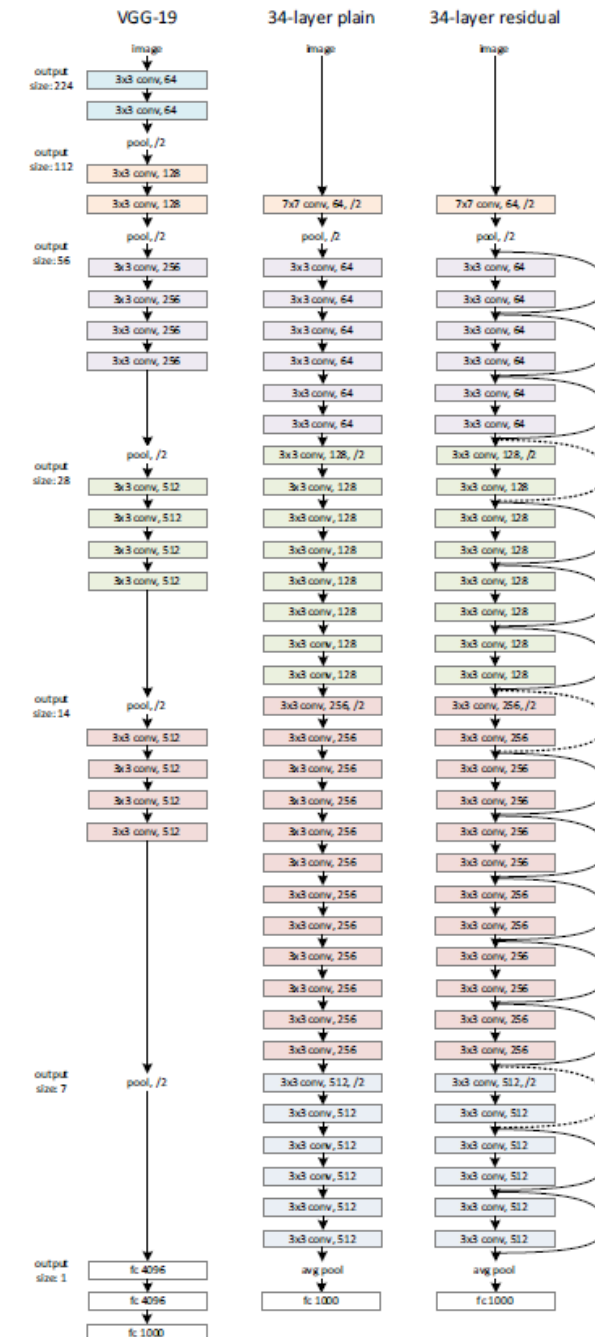 VGG-19
image
output
size: 224
3x3 conv, 64
3x3 conv, 64
pool, /2
output
size: 112
3x3 conv, 128
3x3 conv, 128
pool, /2
output
size: 56
3x3 conv, 256
3x3 conv, 256
3x3 conv, 256
3x3 conv, 256
pool, /2
output
size: 28
3x3 conv, 512
3x3 conv, 512
3x3 conv, 512
3x3 conv, 512
pool, /2
output
size: 14
3x3 conv, 512
3x3 conv, 512
3x3 conv, 512
3x3 conv, 512
output
size: 7
pool, /2
output
size: 1
fc 4096
fc 4096
fc 1000
34-layer plain
image
7x7 conv, 64, /2
pool, /2
3x3 conv, 64
3x3 conv, 64
3x3 conv, 64
3x3 conv, 64
3x3 conv, 64
3x3 conv, 64
3x3 conv, 128, /2
3x3 conv, 128
3x3 conv, 128
3x3 conv, 128
3x3 conv, 128
3x3 conv, 128
3x3 conv, 128
3x3 conv, 128
3x3 conv, 256, /2
3x3 conv, 256
3x3 conv, 256
3x3 conv, 256
3x3 conv, 256
3x3 conv, 256
3x3 conv, 256
3x3 conv, 256
3x3 conv, 256
3x3 conv, 256
3x3 conv, 256
3x3 conv, 256
3x3 conv, 512, /2
3x3 conv, 512
3x3 conv, 512
3x3 conv, 512
3x3 conv, 512
3x3 conv, 512
avg pool
fc 1000
34-layer residual
image
7x7 conv, 64, /2
pool, /2
3x3 conv, 64
3x3 conv, 64
3x3 conv, 64
3x3 conv, 64
3x3 conv, 64
3x3 conv, 64
3x3 conv, 128, /2
3x3 conv, 128
3x3 conv, 128
3x3 conv, 128
3x3 conv, 128
3x3 conv, 128
3x3 conv, 128
3x3 conv, 128
3x3 conv, 256, /2
3x3 conv, 256
3x3 conv, 256
3x3 conv, 256
3x3 conv, 256
3x3 conv, 256
3x3 conv, 256
3x3 conv, 256
3x3 conv, 256
3x3 conv, 256
3x3 conv, 256
3x3 conv, 256
3x3 conv, 512, /2
3x3 conv, 512
3x3 conv, 512
3x3 conv, 512
3x3 conv, 512
3x3 conv, 512
avg pool
fc 1000